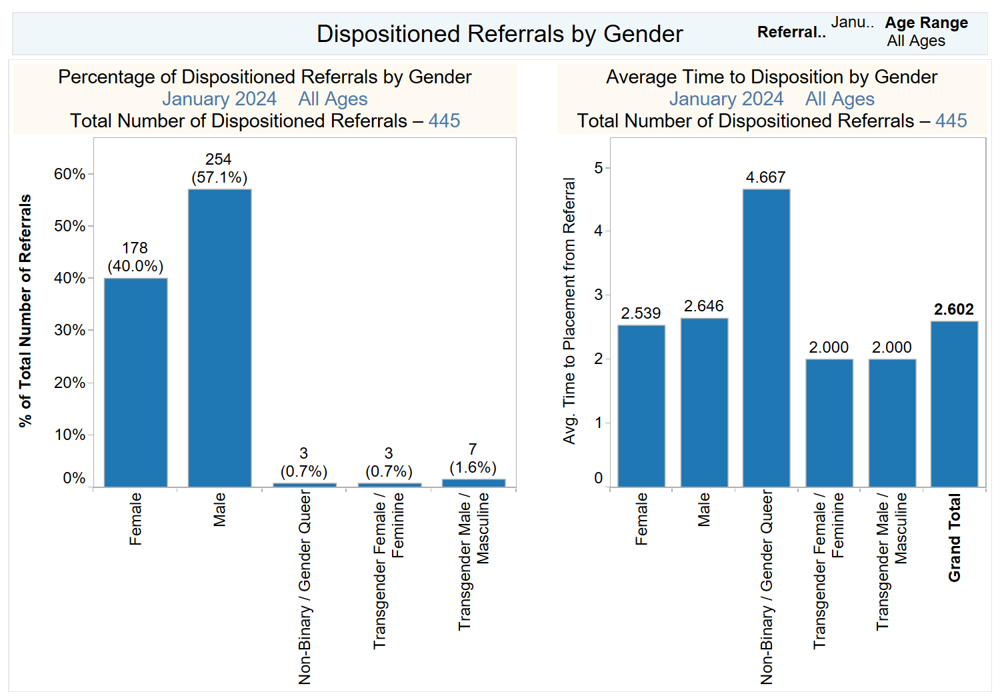 Dispositioned Referrals by Gender
Referral..
Janu..
Age Range
All Ages
Percentage of Dispositioned Referrals by Gender
January 2024 All Ages
Total Number of Dispositioned Referrals – 445
% of Total Number of Referrals
60%
50%
40%
30%
20%
10%
0%
178
(40.0%)
254
(57.1%)
3
(0.7%)
3
(0.7%)
7
(1.6%)
Female
Male
Non-Binary / Gender Queer
Transgender Female /
Feminine
Transgender Male /
Masculine
Average Time to Disposition by Gender
January 2024 All Ages
Total Number of Dispositioned Referrals – 445
Avg. Time to Placement from Referral
5
4
3
2
1
0
2.539
2.646
4.667
2.000
2.000
2.602
Female
Male
Non-Binary / Gender Queer
Transgender Female /
Feminine
Transgender Male /
Masculine
Grand Total